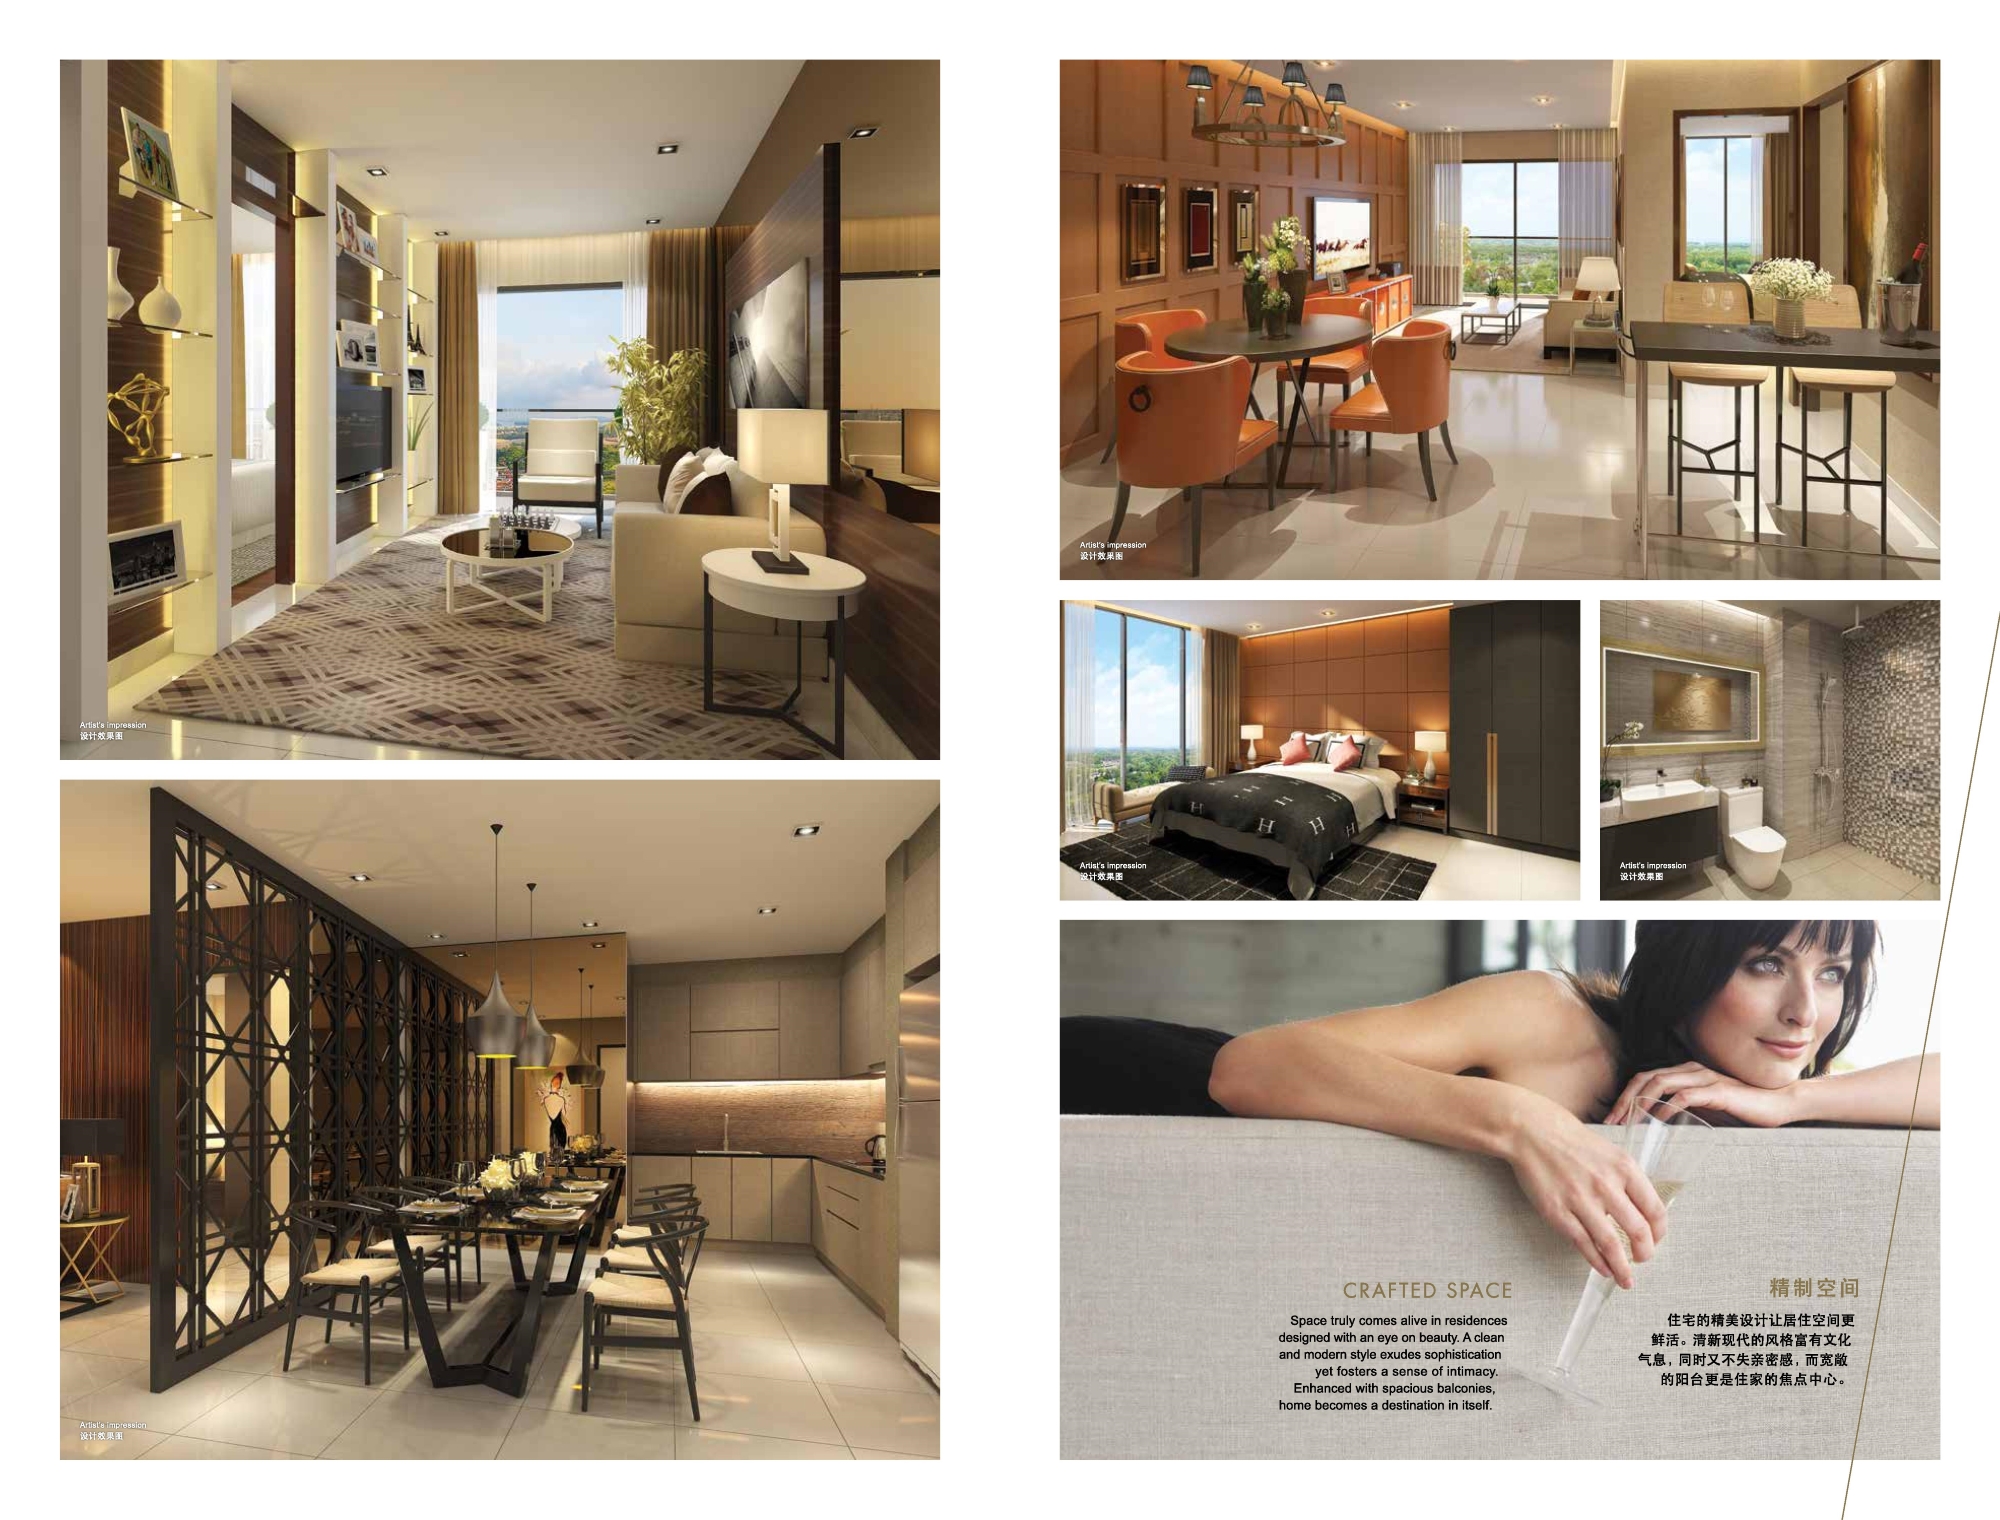 Artist's impression
设计效果图
Artist's impression
设计效果图
Artist's impression
设计效果图
Artist's impression
设计效果图
Artist's impression
设计效果图
CRAFTED SPACE
Space truly comes alive in residences
designed with an eye on beauty. A clean
and modern style exudes sophistication
yet fosters a sense of intimacy.
Enhanced with spacious balconies,
home becomes a destination in itself.
精制空间
住宅的精美设计让居住空间更
鲜活。清新现代的风格富有文化
气息，同时又不失亲密感，而宽敞
的阳台更是住家的焦点中心。
H
H
H
H
H
H